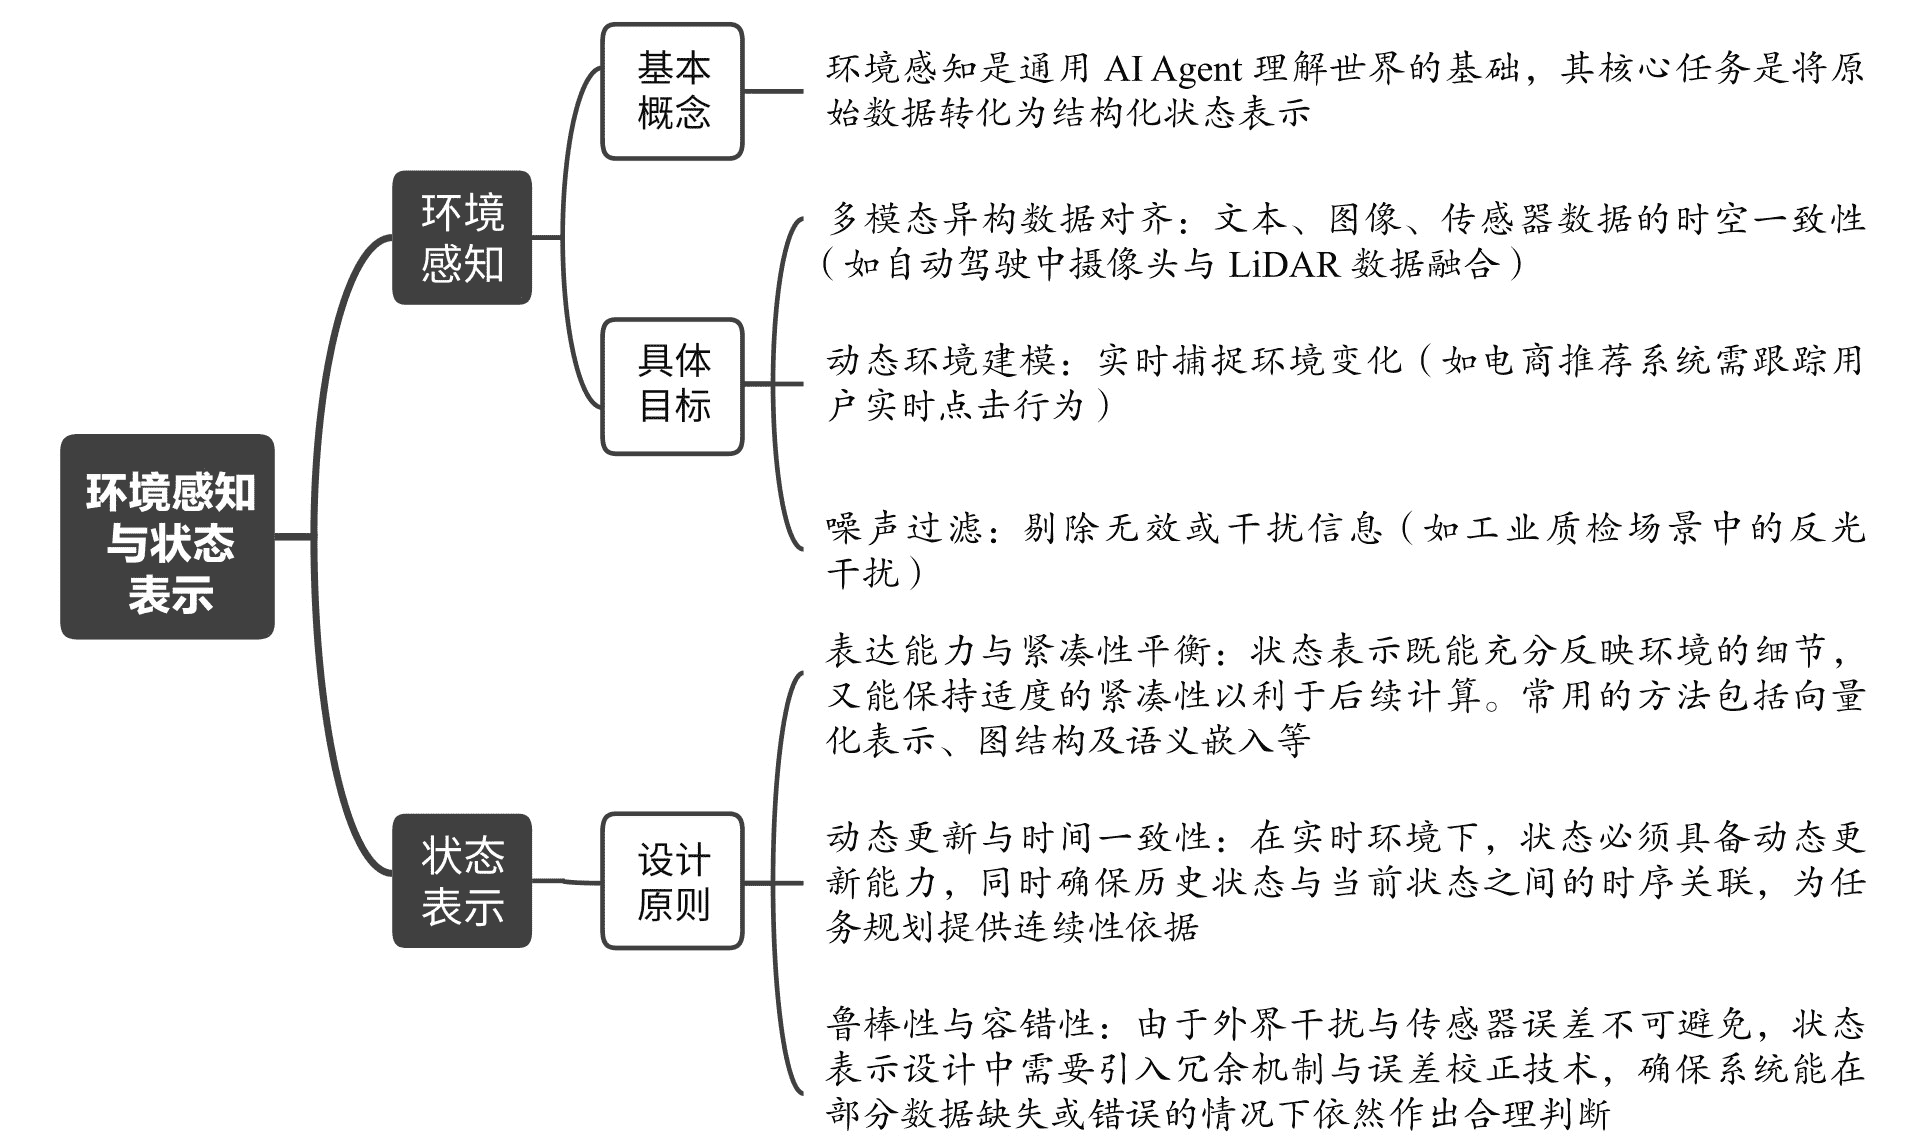 环境感知
与状态
表示
环境
感知
基本
概念
环境感知是通用 AI Agent 理解世界的基础，其核心任务是将原
始数据转化为结构化状态表示
具体
目标
多模态异构数据对齐：文本、图像、传感器数据的时空一致性
（如自动驾驶中摄像头与 LiDAR 数据融合）
动态环境建模：实时捕捉环境变化（如电商推荐系统需跟踪用
户实时点击行为）
噪声过滤：剔除无效或干扰信息（如工业质检场景中的反光
干扰）
状态
表示
设计
原则
表达能力与紧凑性平衡：状态表示既能充分反映环境的细节，
又能保持适度的紧凑性以利于后续计算。常用的方法包括向量
化表示、图结构及语义嵌入等
动态更新与时间一致性：在实时环境下，状态必须具备动态更
新能力，同时确保历史状态与当前状态之间的时序关联，为任
务规划提供连续性依据
鲁棒性与容错性：由于外界干扰与传感器误差不可避免，状态
表示设计中需要引入冗余机制与误差校正技术，确保系统能在
部分数据缺失或错误的情况下依然作出合理判断